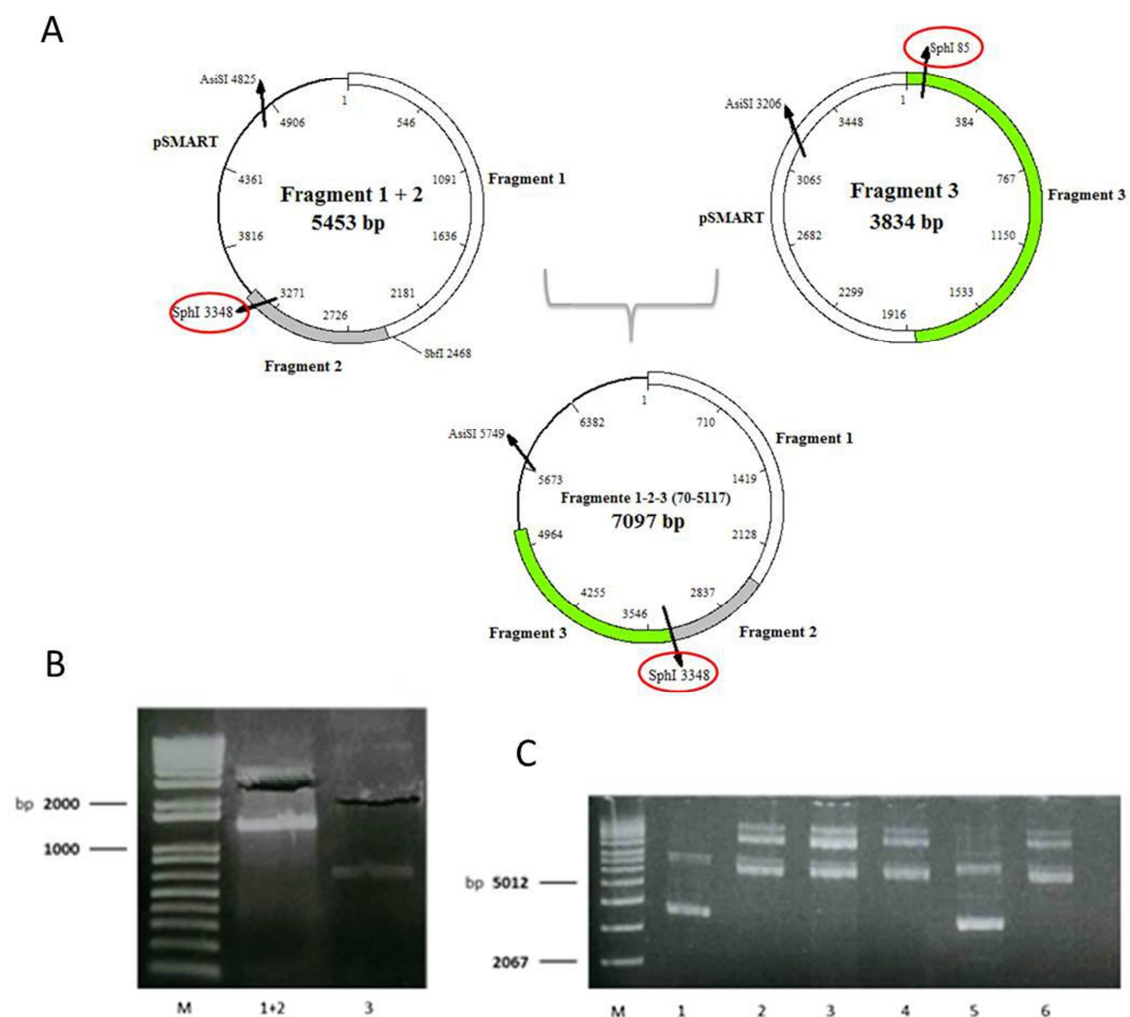 A
AsiSI 4825
4906
1
546
pSMART
4361
Fragment 1 + 2
5453 bp
1091
Fragment 1
3816
1636
SphI 3348
3271
2726
2181
SbfI 2468
Fragment 2
SphI 85
AsiSI 3206
3448
1
384
3065
Fragment 3
3834 bp
767
Fragment 3
pSMART
2682
1150
2299
1916
1533
AsiSI 5749
6382
1
710
Fragment 1
5673
Fragmente 1-2-3 (70-5117)
7097 bp
1419
4964
2128
4255
3546
2837
Fragment 3
Fragment 2
SphI 3348
B
bp 2000
1000
M 1+2 3
C
bp 5012
2067
M 1 2 3 4 5 6